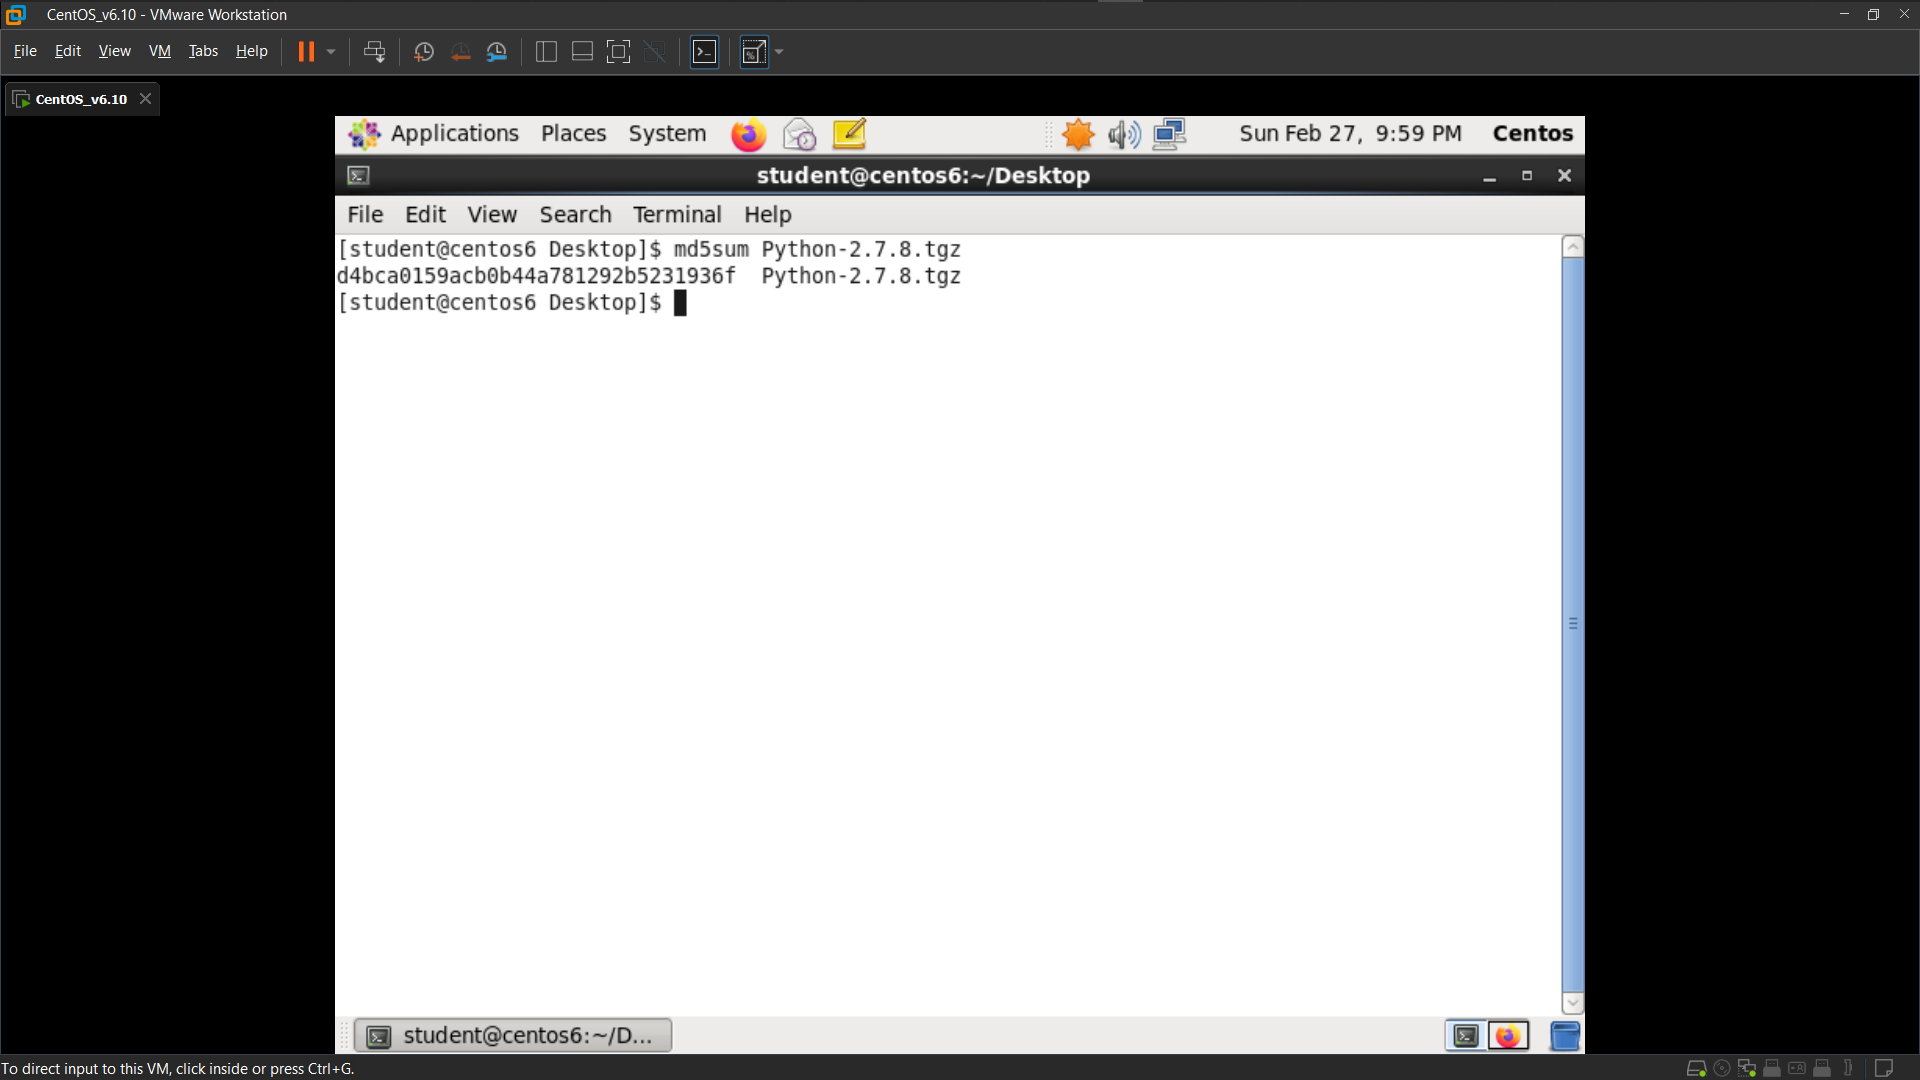 CentOS_v6.10 - VMware Workstation
File Edit View VM Tabs Help
CentOS_v6.10
Applications Places System Sun Feb 27, 9:59 PM Centos
student@centos6:~/Desktop
File Edit View Search Terminal Help
[student@centos6 Desktop]$ md5sum Python-2.7.8.tgz
d4bca0159acb0b44a781292b5231936f  Python-2.7.8.tgz
[student@centos6 Desktop]$
student@centos6:~/D...
To direct input to this VM, click inside or press Ctrl+G.